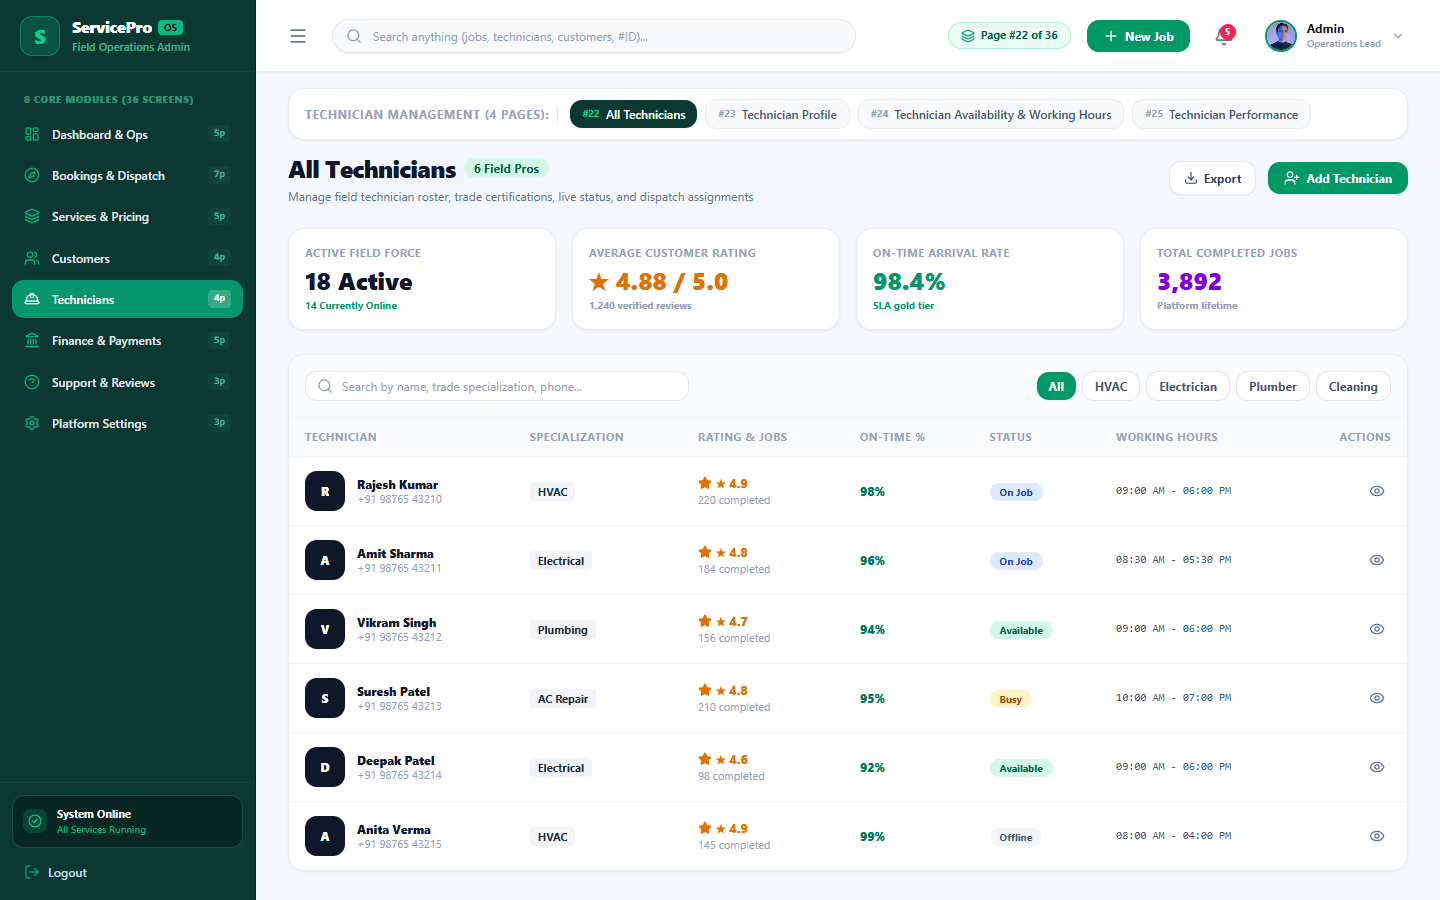 S
ServicePro OS
Field Operations Admin
8 CORE MODULES (36 SCREENS)
Dashboard & Ops 5p
Bookings & Dispatch 7p
Services & Pricing 5p
Customers 4p
Technicians 4p
Finance & Payments 5p
Support & Reviews 3p
Platform Settings 3p
System Online
All Services Running
Logout
Search anything (jobs, technicians, customers, #ID)...
Page #22 of 36
+ New Job
5
Admin
Operations Lead
TECHNICIAN MANAGEMENT (4 PAGES):
#22 All Technicians
#23 Technician Profile
#24 Technician Availability & Working Hours
#25 Technician Performance
All Technicians 6 Field Pros
Manage field technician roster, trade certifications, live status, and dispatch assignments
Export
Add Technician
ACTIVE FIELD FORCE
18 Active
14 Currently Online
AVERAGE CUSTOMER RATING
★ 4.88 / 5.0
1,240 verified reviews
ON-TIME ARRIVAL RATE
98.4%
SLA gold tier
TOTAL COMPLETED JOBS
3,892
Platform lifetime
Search by name, trade specialization, phone...
All HVAC Electrician Plumber Cleaning
TECHNICIAN SPECIALIZATION RATING & JOBS ON-TIME % STATUS WORKING HOURS ACTIONS
R Rajesh Kumar HVAC ★ 4.9 98% On Job 09:00 AM - 06:00 PM
+91 98765 43210 220 completed
A Amit Sharma Electrical ★ 4.8 96% On Job 08:30 AM - 05:30 PM
+91 98765 43211 184 completed
V Vikram Singh Plumbing ★ 4.7 94% Available 09:00 AM - 06:00 PM
+91 98765 43212 156 completed
S Suresh Patel AC Repair ★ 4.8 95% Busy 10:00 AM - 07:00 PM
+91 98765 43213 210 completed
D Deepak Patel Electrical ★ 4.6 92% Available 09:00 AM - 06:00 PM
+91 98765 43214 98 completed
A Anita Verma HVAC ★ 4.9 99% Offline 08:00 AM - 04:00 PM
+91 98765 43215 145 completed